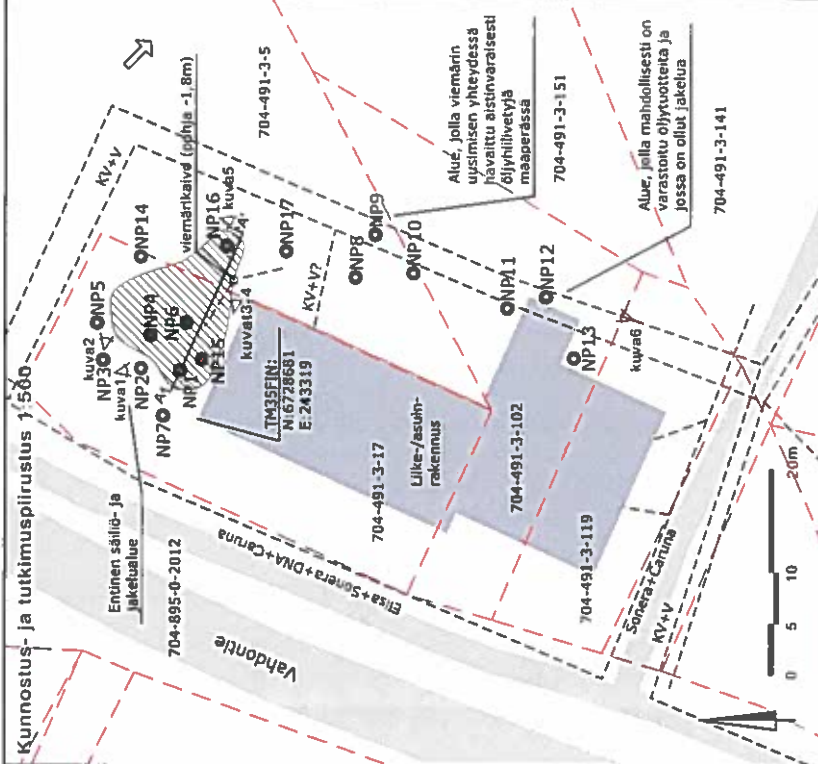 Kunnostus- ja tutkimuspiirustus 1:500
KV+V
viemärikaivo (pohja -1,8m)
704-491-3-5
NP14
NP16
kuva5
A
NP17
NP5
kuva2
NP3
kuva1
NP4
NP6
NP2
NP1
NP15
NP7
A
kuvat3-4
KV+V?
NP8
NP9
NP10
Alue, jolla viemärin
uusimisen yhteydessä
havaittu aistinvaraisesti
öljyhiilivetyjä
maaperässä
704-491-3-151
Entinen säiliö- ja
jakelualue
704-895-0-2012
TM35FIN:
N:6728681
E:243319
704-491-3-17
Liike-/asuin-
rakennus
704-491-3-102
NP11
NP12
NP13
kuva6
Alue, jolla mahdollisesti on
varastoitu öljytuotteita ja
jossa on ollut jakelua
704-491-3-141
Elisa+Sonera+DNA+Caruna
Vahdontie
704-491-3-119
Sonera+Caruna
KV+V
0
5
10
20m